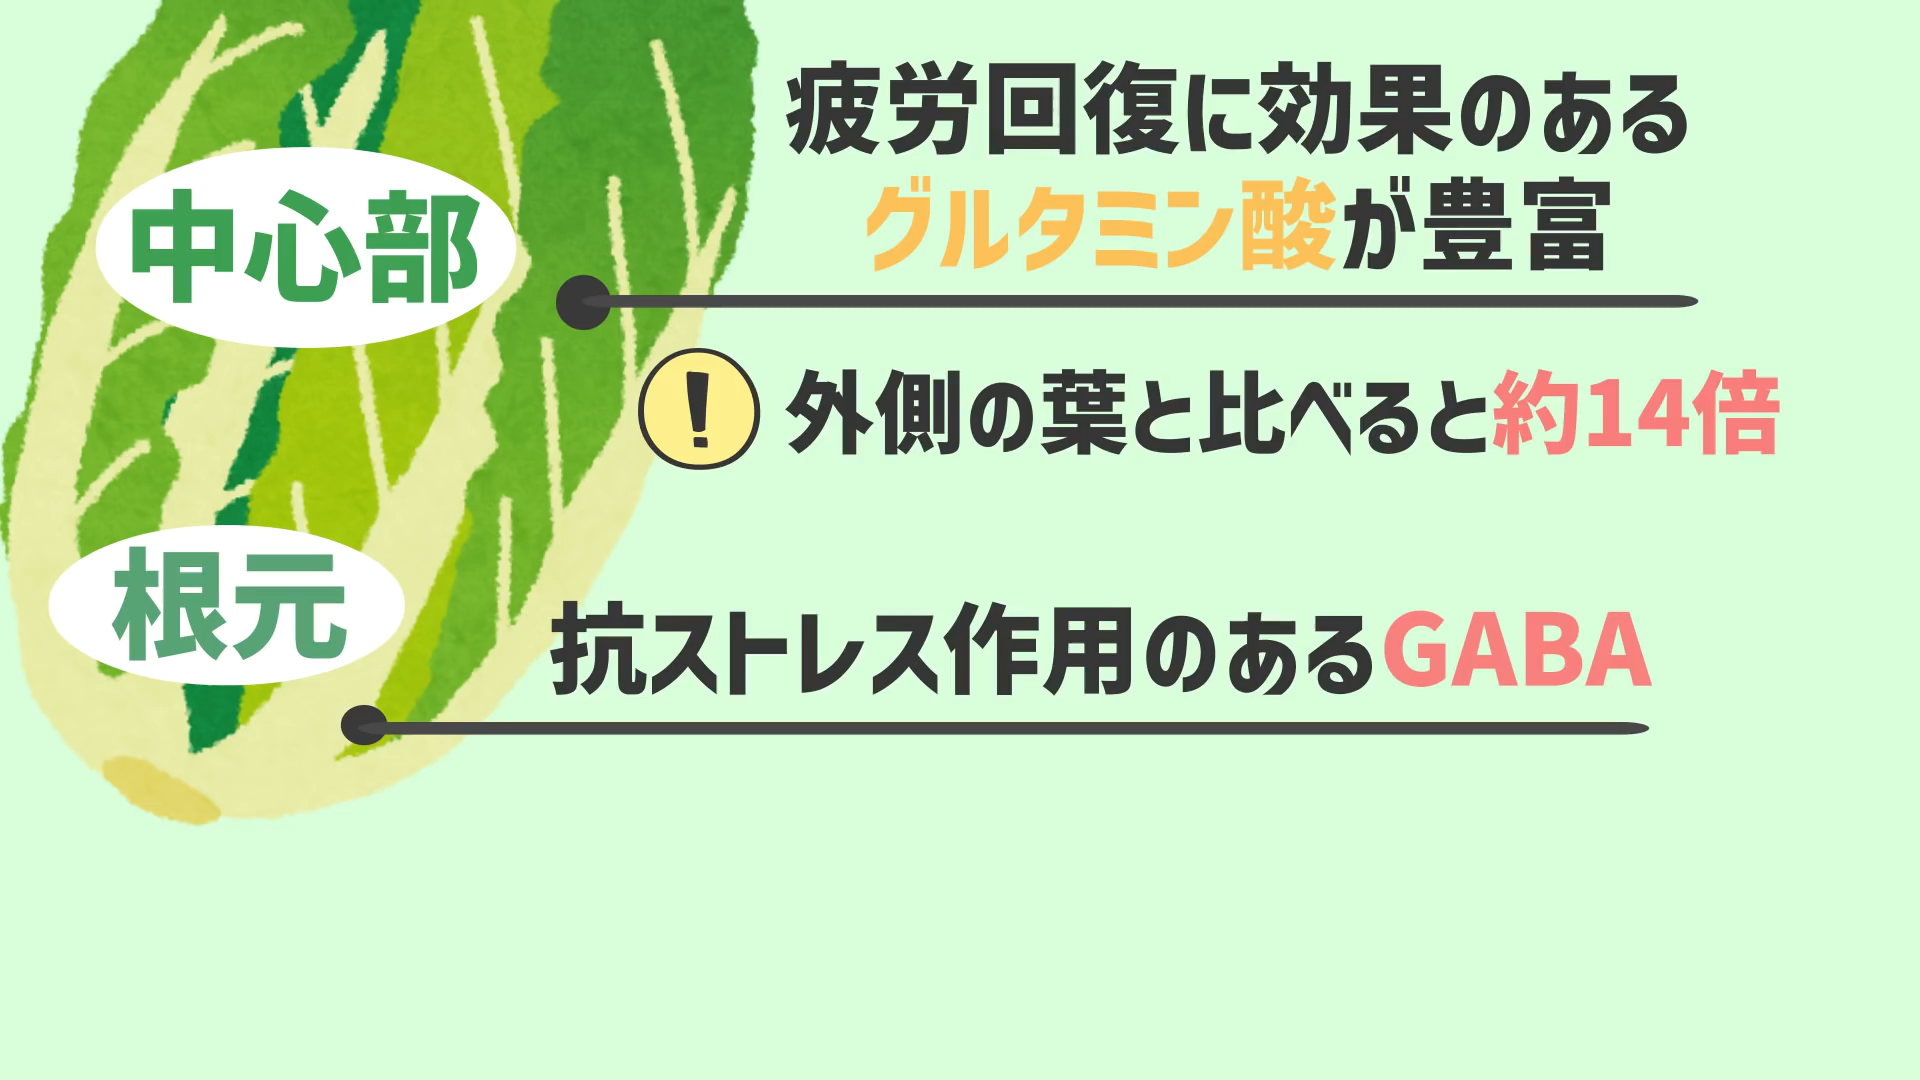 中心部
疲労回復に効果のある
グルタミン酸が豊富
! 外側の葉と比べると約14倍
根元
抗ストレス作用のあるGABA